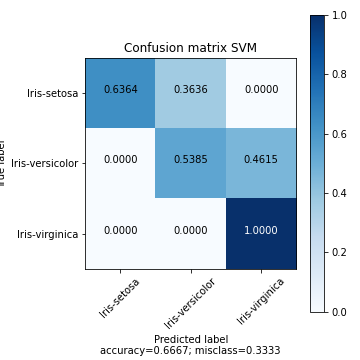 Confusion matrix SVM
True label
Iris-setosa 0.6364 0.3636 0.0000
Iris-versicolor 0.0000 0.5385 0.4615
Iris-virginica 0.0000 0.0000 1.0000
Iris-setosa Iris-versicolor Iris-virginica
Predicted label
accuracy=0.6667; misclass=0.3333
1.0
0.8
0.6
0.4
0.2
0.0